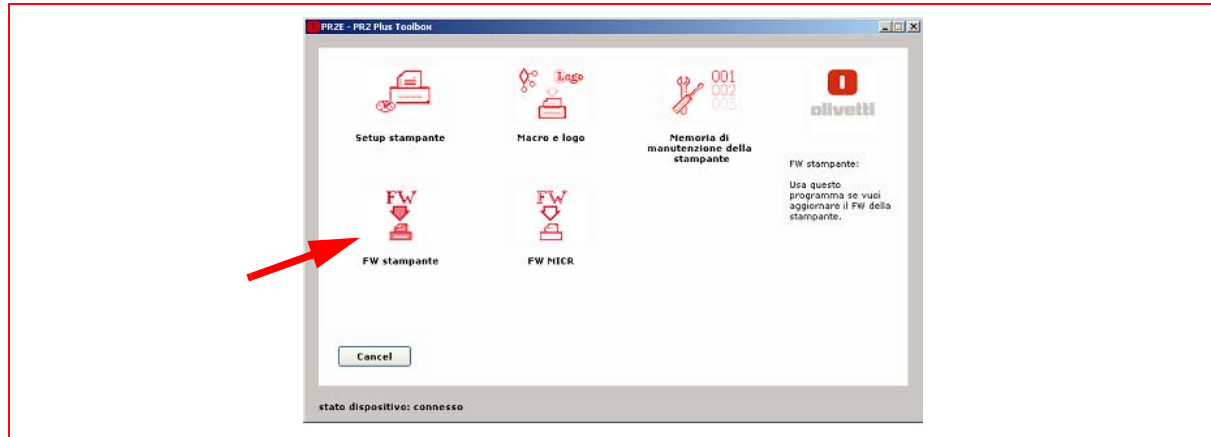 PR2E - PR2 Plus Toolbox
Logo
001
002
003
olivetti
Setup stampante
Macro e logo
Memoria di
manutenzione della
stampante
FW stampante:
Usa questo
programma se vuoi
aggiornare il FW della
stampante.
FW
FW
FW stampante
FW MICR
Cancel
stato dispositivo: connesso